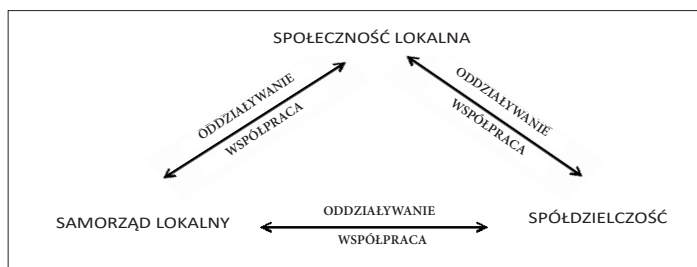 SPOŁECZNOŚĆ LOKALNA
ODDZIAŁYWANIE
WSPÓŁPRACA
ODDZIAŁYWANIE
WSPÓŁPRACA
SAMORZĄD LOKALNY
ODDZIAŁYWANIE
WSPÓŁPRACA
SPÓŁDZIELCZOŚĆ